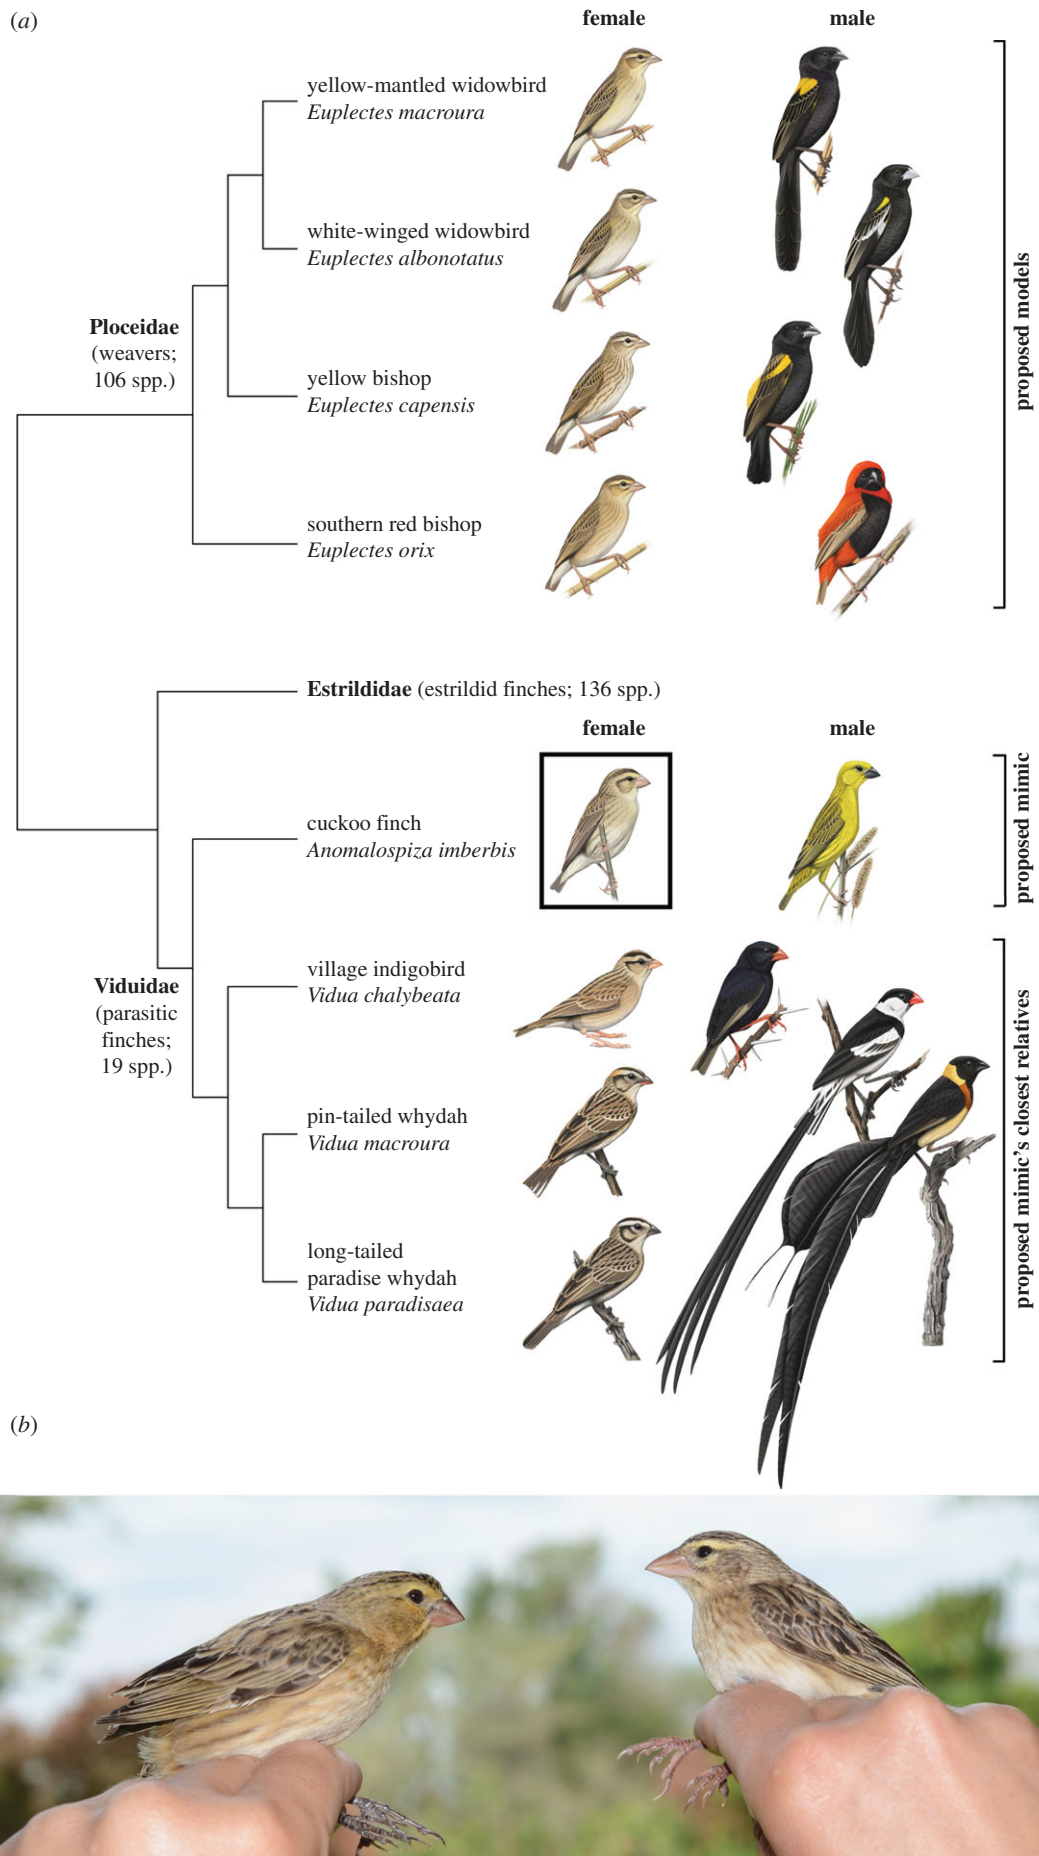 (a)
female
male
yellow-mantled widowbird
Euplectes macroura
white-winged widowbird
Euplectes albonotatus
Ploceidae
(weavers;
106 spp.)
yellow bishop
Euplectes capensis
southern red bishop
Euplectes orix
proposed models
Estrildidae (estrildid finches; 136 spp.)
female
male
cuckoo finch
Anomalospiza imberbis
proposed mimic
village indigobird
Vidua chalybeata
Viduidae
(parasitic
finches;
19 spp.)
pin-tailed whydah
Vidua macroura
long-tailed
paradise whydah
Vidua paradisaea
proposed mimic's closest relatives
(b)